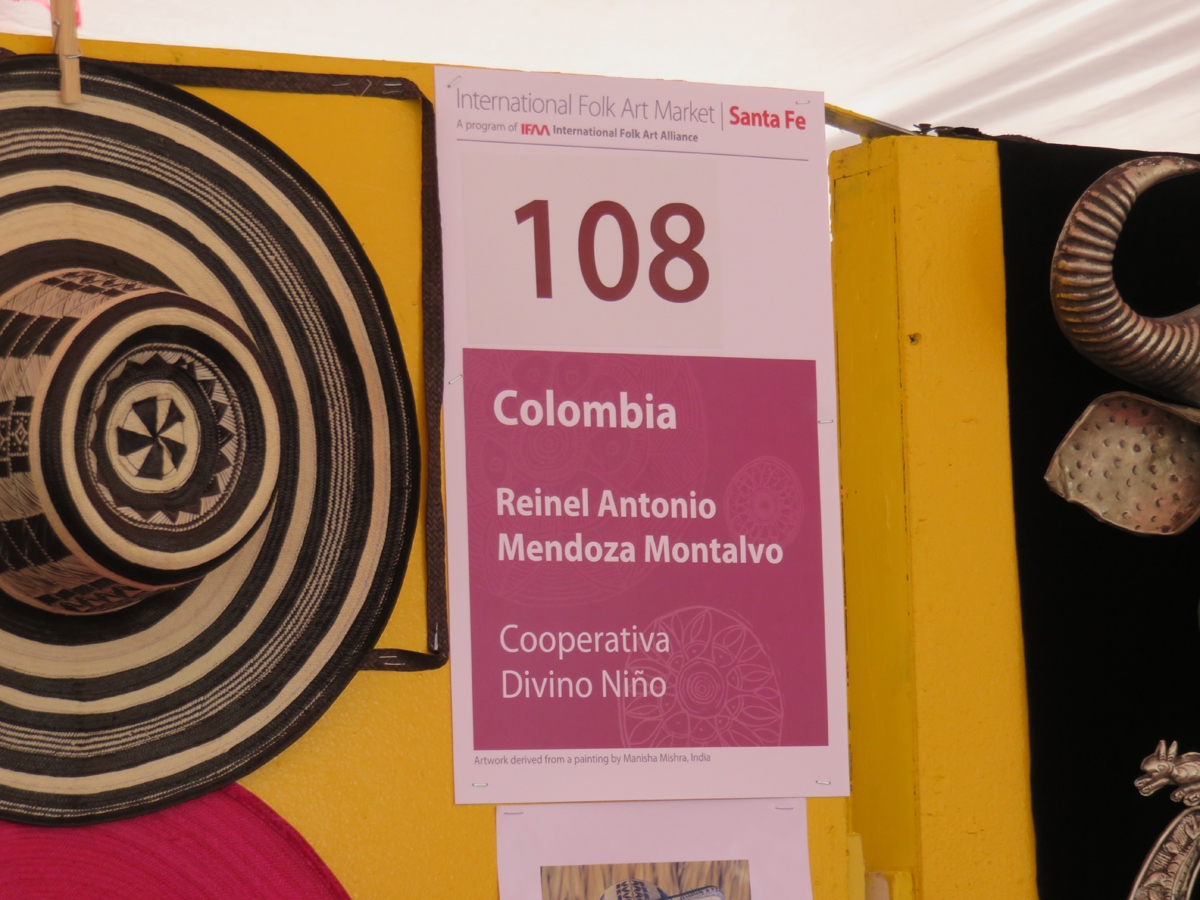 International Folk Art Market | Santa Fe
A program of IFAA International Folk Art Alliance
108
Colombia
Reinel Antonio
Mendoza Montalvo
Cooperativa
Divino Niño
Artwork derived from a painting by Manisha Mishra, India